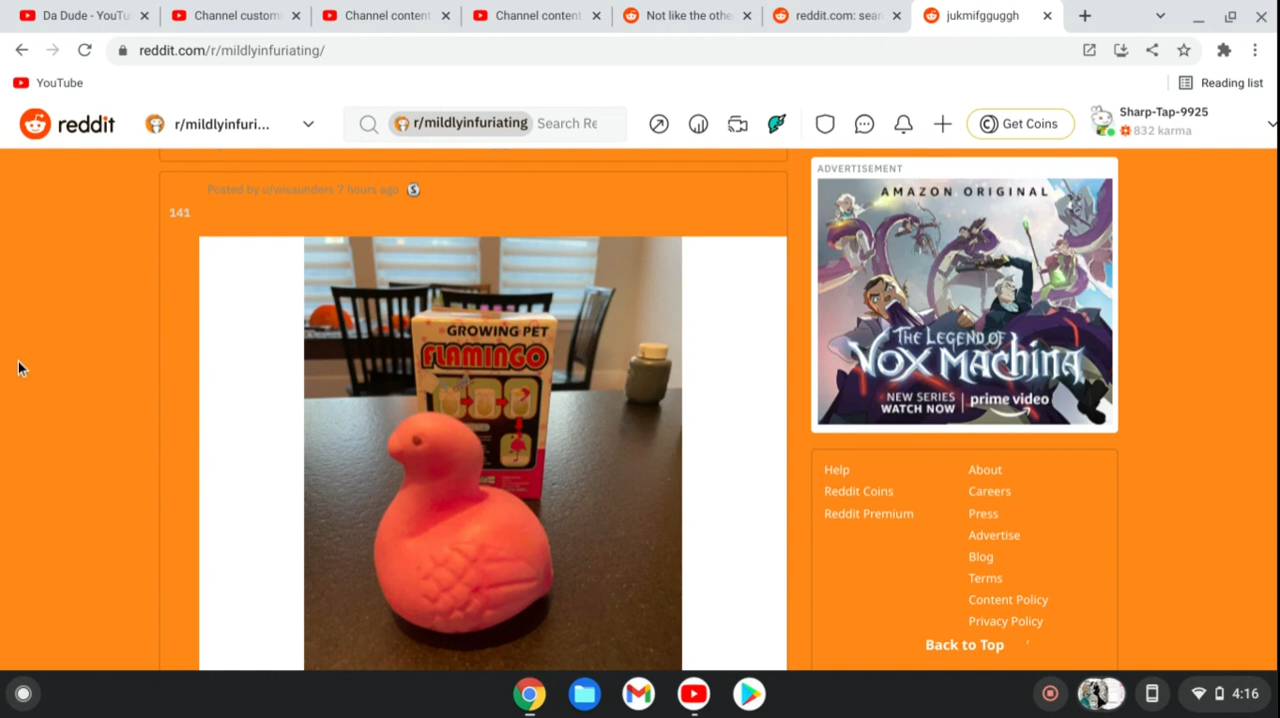 Da Dude - YouTu
Channel custom
Channel content
Channel content
Not like the othe
reddit.com: sear
jukmifgguggh
reddit.com/r/mildlyinfuriating/
YouTube
Reading list
reddit
r/mildlyinfuri...
r/mildlyinfuriating
Search Re
Get Coins
Sharp-Tap-9925
832 karma
Posted by u/wisaunders 7 hours ago
141
GROWING PET
FLAMINGO
ADVERTISEMENT
AMAZON ORIGINAL
THE LEGEND OF
VOX MACHINA
NEW SERIES
WATCH NOW
prime video
Help
About
Reddit Coins
Careers
Reddit Premium
Press
Advertise
Blog
Terms
Content Policy
Privacy Policy
Back to Top
4:16